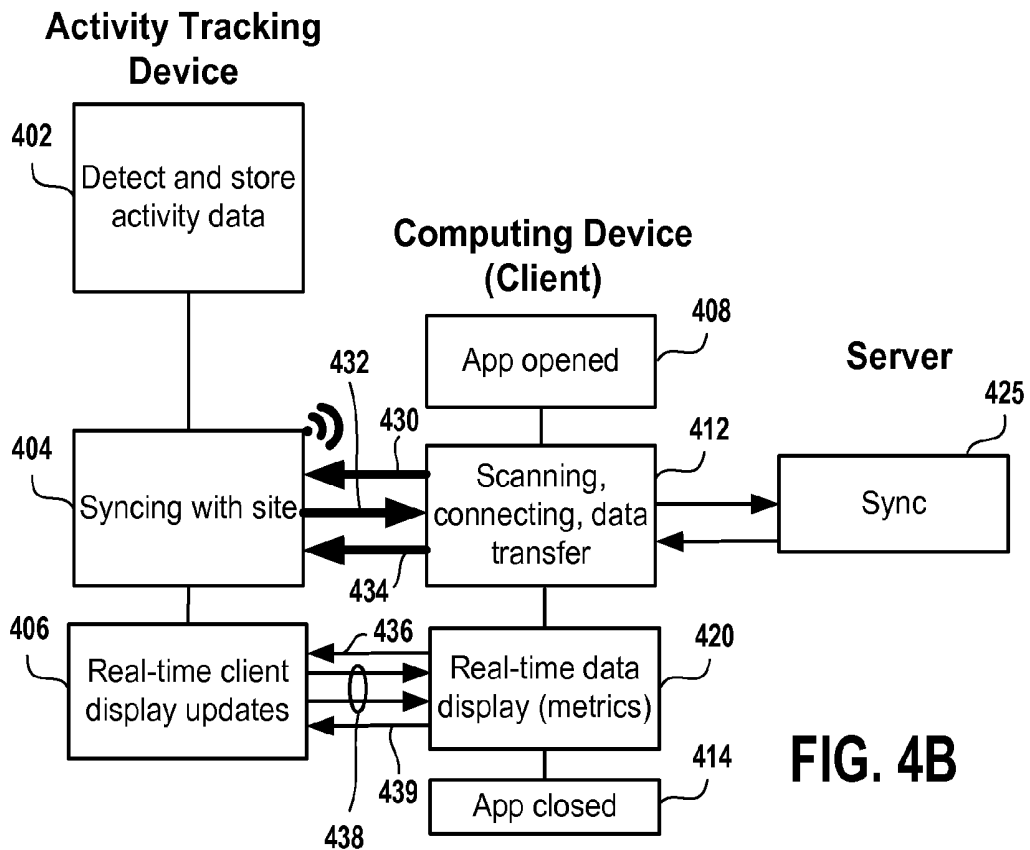 Activity Tracking
Device
402
Detect and store
activity data
Computing Device
(Client)
408
App opened
Server
432
430
425
404
412
Syncing with site
Scanning,
connecting, data
transfer
Sync
434
406
436
420
Real-time client
display updates
Real-time data
display (metrics)
439
438
414
App closed
FIG. 4B